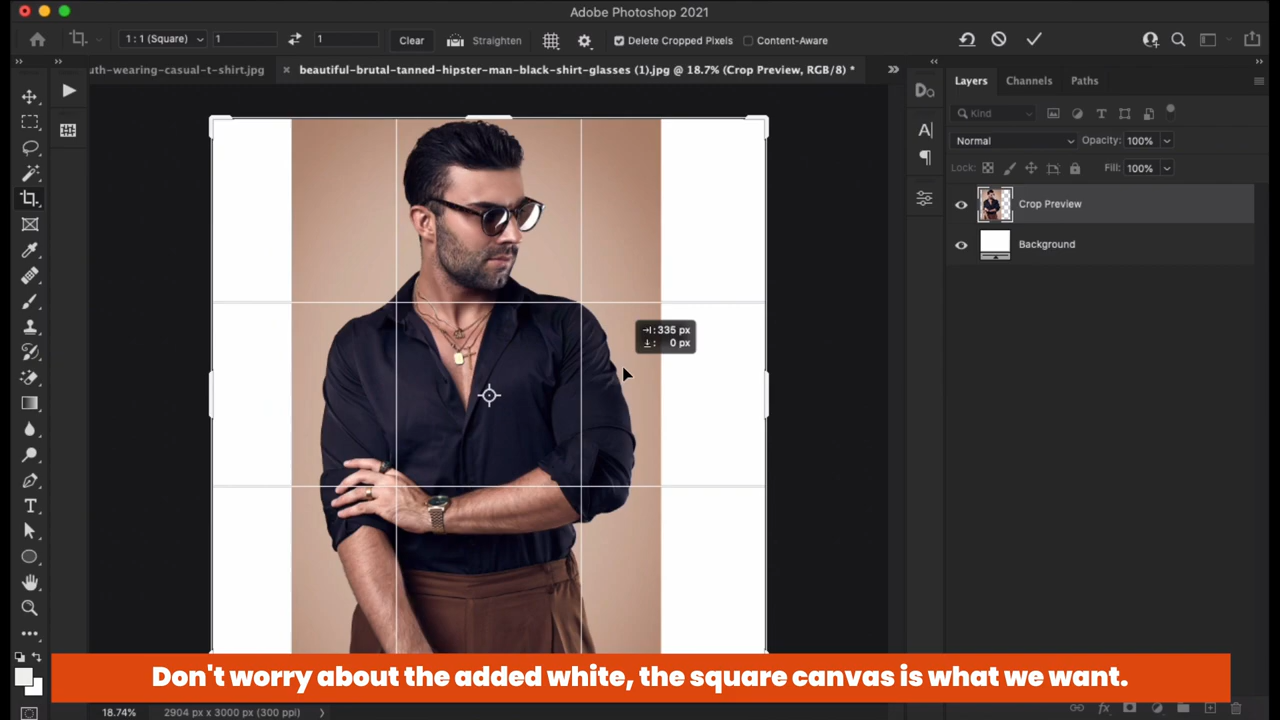 Adobe Photoshop 2021
1 : 1 (Square) 1 1 Clear Straighten Delete Cropped Pixels Content-Aware
uth-wearing-casual-t-shirt.jpg × beautiful-brutal-tanned-hipster-man-black-shirt-glasses (1).jpg @ 18.7% (Crop Preview, RGB/8) *
Layers Channels Paths
Kind
Normal Opacity: 100%
Lock: Fill: 100%
Crop Preview
Background
335 px
0 px
Don't worry about the added white, the square canvas is what we want.
18.74% 2904 px x 3000 px (300 ppi)